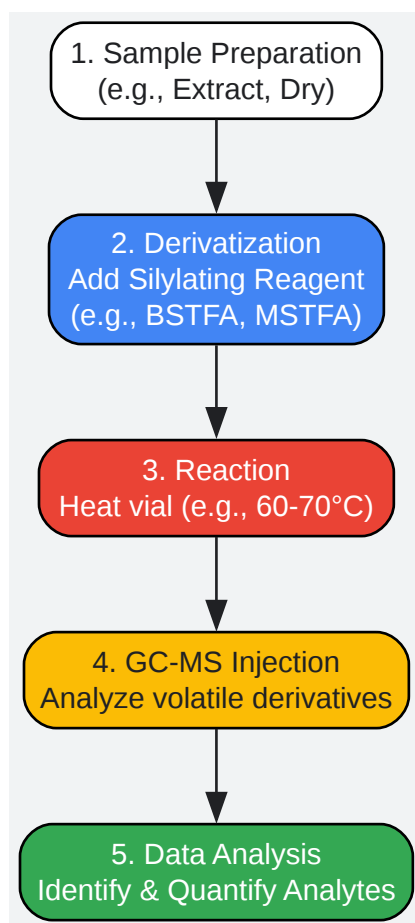 1. Sample Preparation
(e.g., Extract, Dry)
2. Derivatization
Add Silylating Reagent
(e.g., BSTFA, MSTFA)
3. Reaction
Heat vial (e.g., 60-70°C)
4. GC-MS Injection
Analyze volatile derivatives
5. Data Analysis
Identify & Quantify Analytes